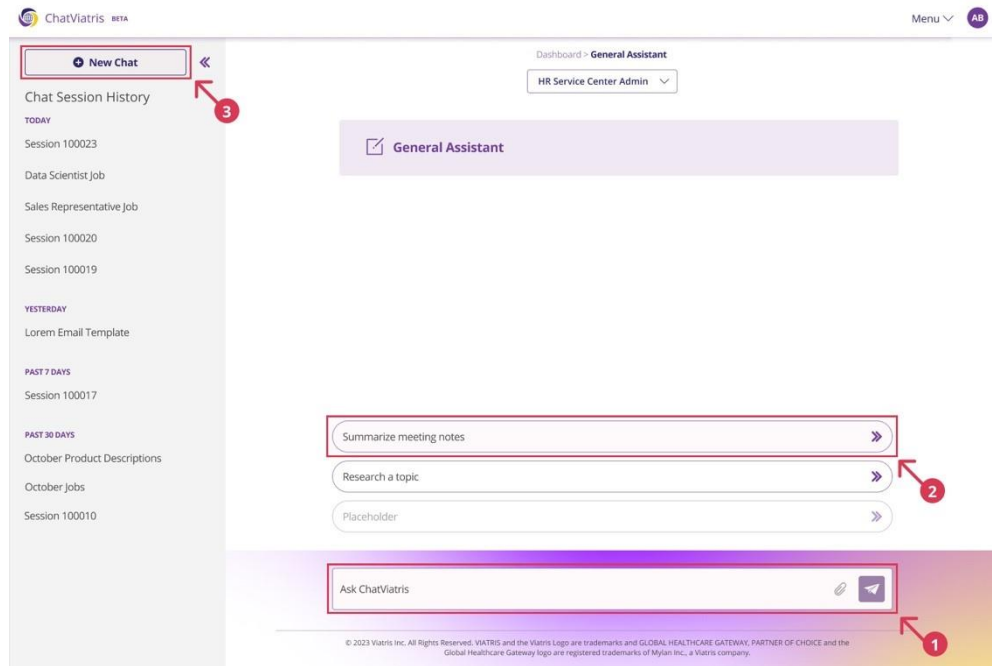 ChatViatris BETA
Menu
AB
New Chat
3
Chat Session History
TODAY
Session 100023
Data Scientist Job
Sales Representative Job
Session 100020
Session 100019
YESTERDAY
Lorem Email Template
PAST 7 DAYS
Session 100017
PAST 30 DAYS
October Product Descriptions
October Jobs
Session 100010
Dashboard > General Assistant
HR Service Center Admin
General Assistant
Summarize meeting notes
2
Research a topic
Placeholder
Ask ChatViatris
1
© 2023 Viatris Inc. All Rights Reserved. VIATRIS and the Viatris Logo are trademarks and GLOBAL HEALTHCARE GATEWAY, PARTNER OF CHOICE and the
Global Healthcare Gateway logo are registered trademarks of Mylan Inc., a Viatris company.